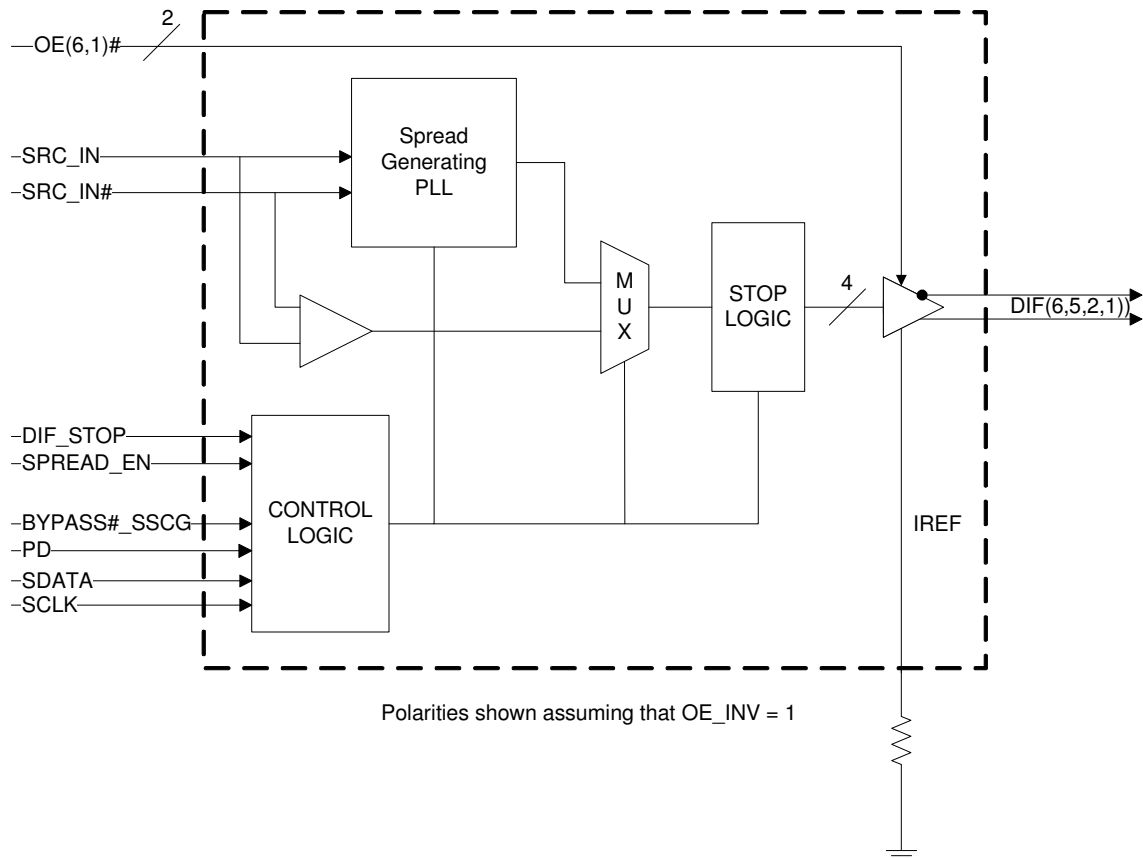 2
OE(6,1)#
SRC_IN
SRC_IN#
Spread
Generating
PLL
M
U
X
STOP
LOGIC
4
DIF(6,5,2,1))
DIF_STOP
SPREAD_EN
BYPASS#_SSCG
PD
SDATA
SCLK
CONTROL
LOGIC
IREF
Polarities shown assuming that OE_INV = 1